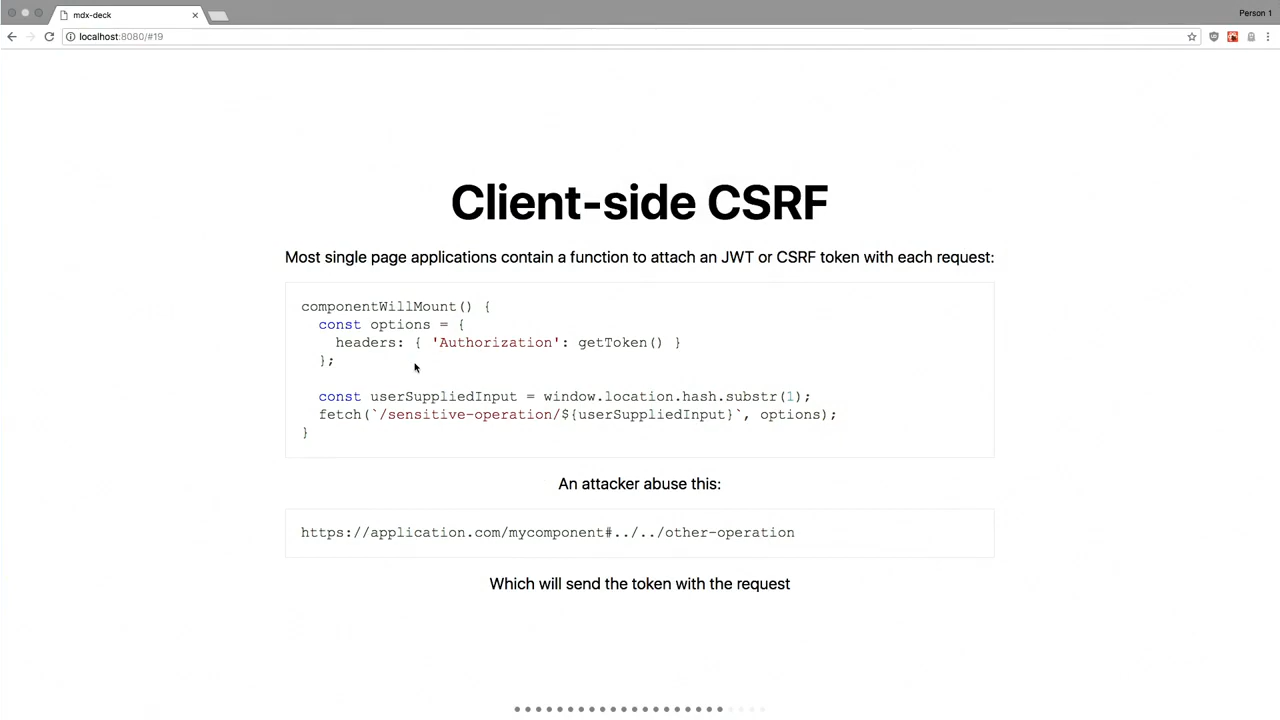 mdx-deck
Person 1
localhost:8080/#19
Client-side CSRF
Most single page applications contain a function to attach an JWT or CSRF token with each request:
componentWillMount() {
const options = {
headers: { 'Authorization': getToken() }
};
const userSuppliedInput = window.location.hash.substr(1);
fetch(`/sensitive-operation/${userSuppliedInput}`, options);
}
An attacker abuse this:
https://application.com/mycomponent#../../other-operation
Which will send the token with the request